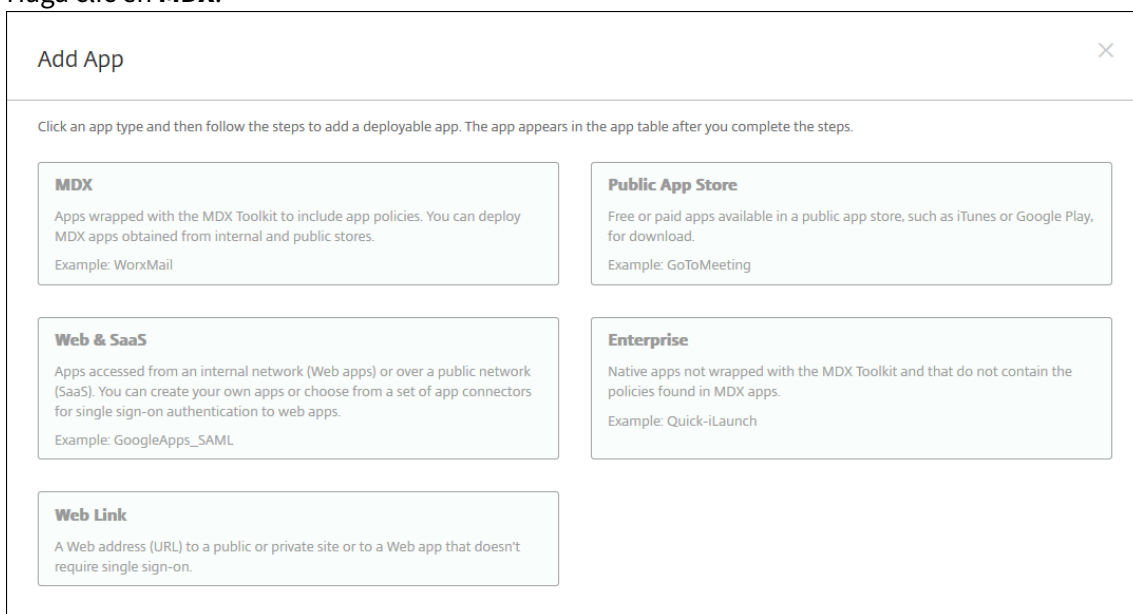 Haga clic en MDX.
Add App
Click an app type and then follow the steps to add a deployable app. The app appears in the app table after you complete the steps.
MDX
Apps wrapped with the MDX Toolkit to include app policies. You can deploy
MDX apps obtained from internal and public stores.
Example: WorxMail
Public App Store
Free or paid apps available in a public app store, such as iTunes or Google Play,
for download.
Example: GoToMeeting
Web & SaaS
Apps accessed from an internal network (Web apps) or over a public network
(SaaS). You can create your own apps or choose from a set of app connectors
for single sign-on authentication to web apps.
Example: GoogleApps_SAML
Enterprise
Native apps not wrapped with the MDX Toolkit and that do not contain the
policies found in MDX apps.
Example: Quick-iLaunch
Web Link
A Web address (URL) to a public or private site or to a Web app that doesn't
require single sign-on.